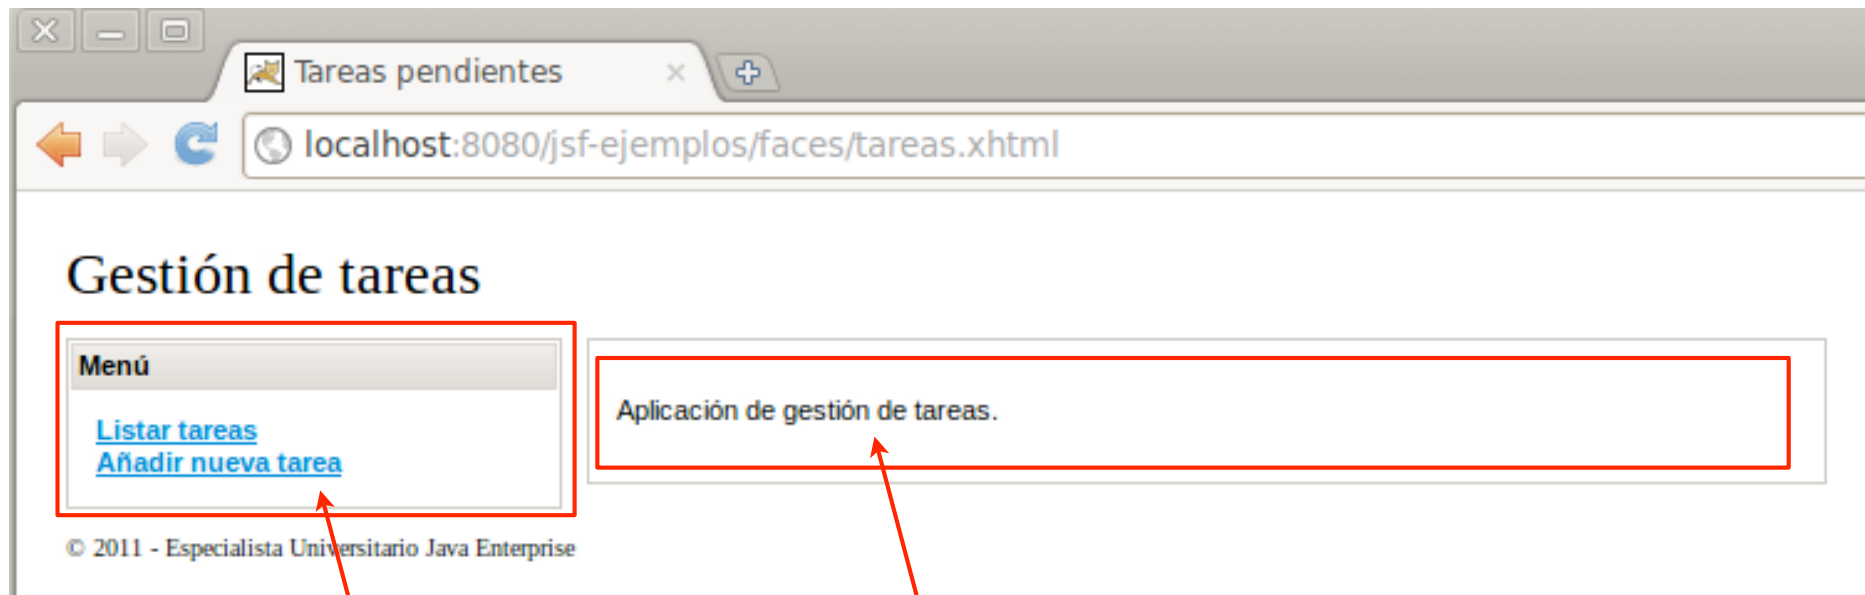 Tareas pendientes
localhost:8080/jsf-ejemplos/faces/tareas.xhtml
Gestión de tareas
Menú
Listar tareas
Añadir nueva tarea
Aplicación de gestión de tareas.
© 2011 - Especialista Universitario Java Enterprise